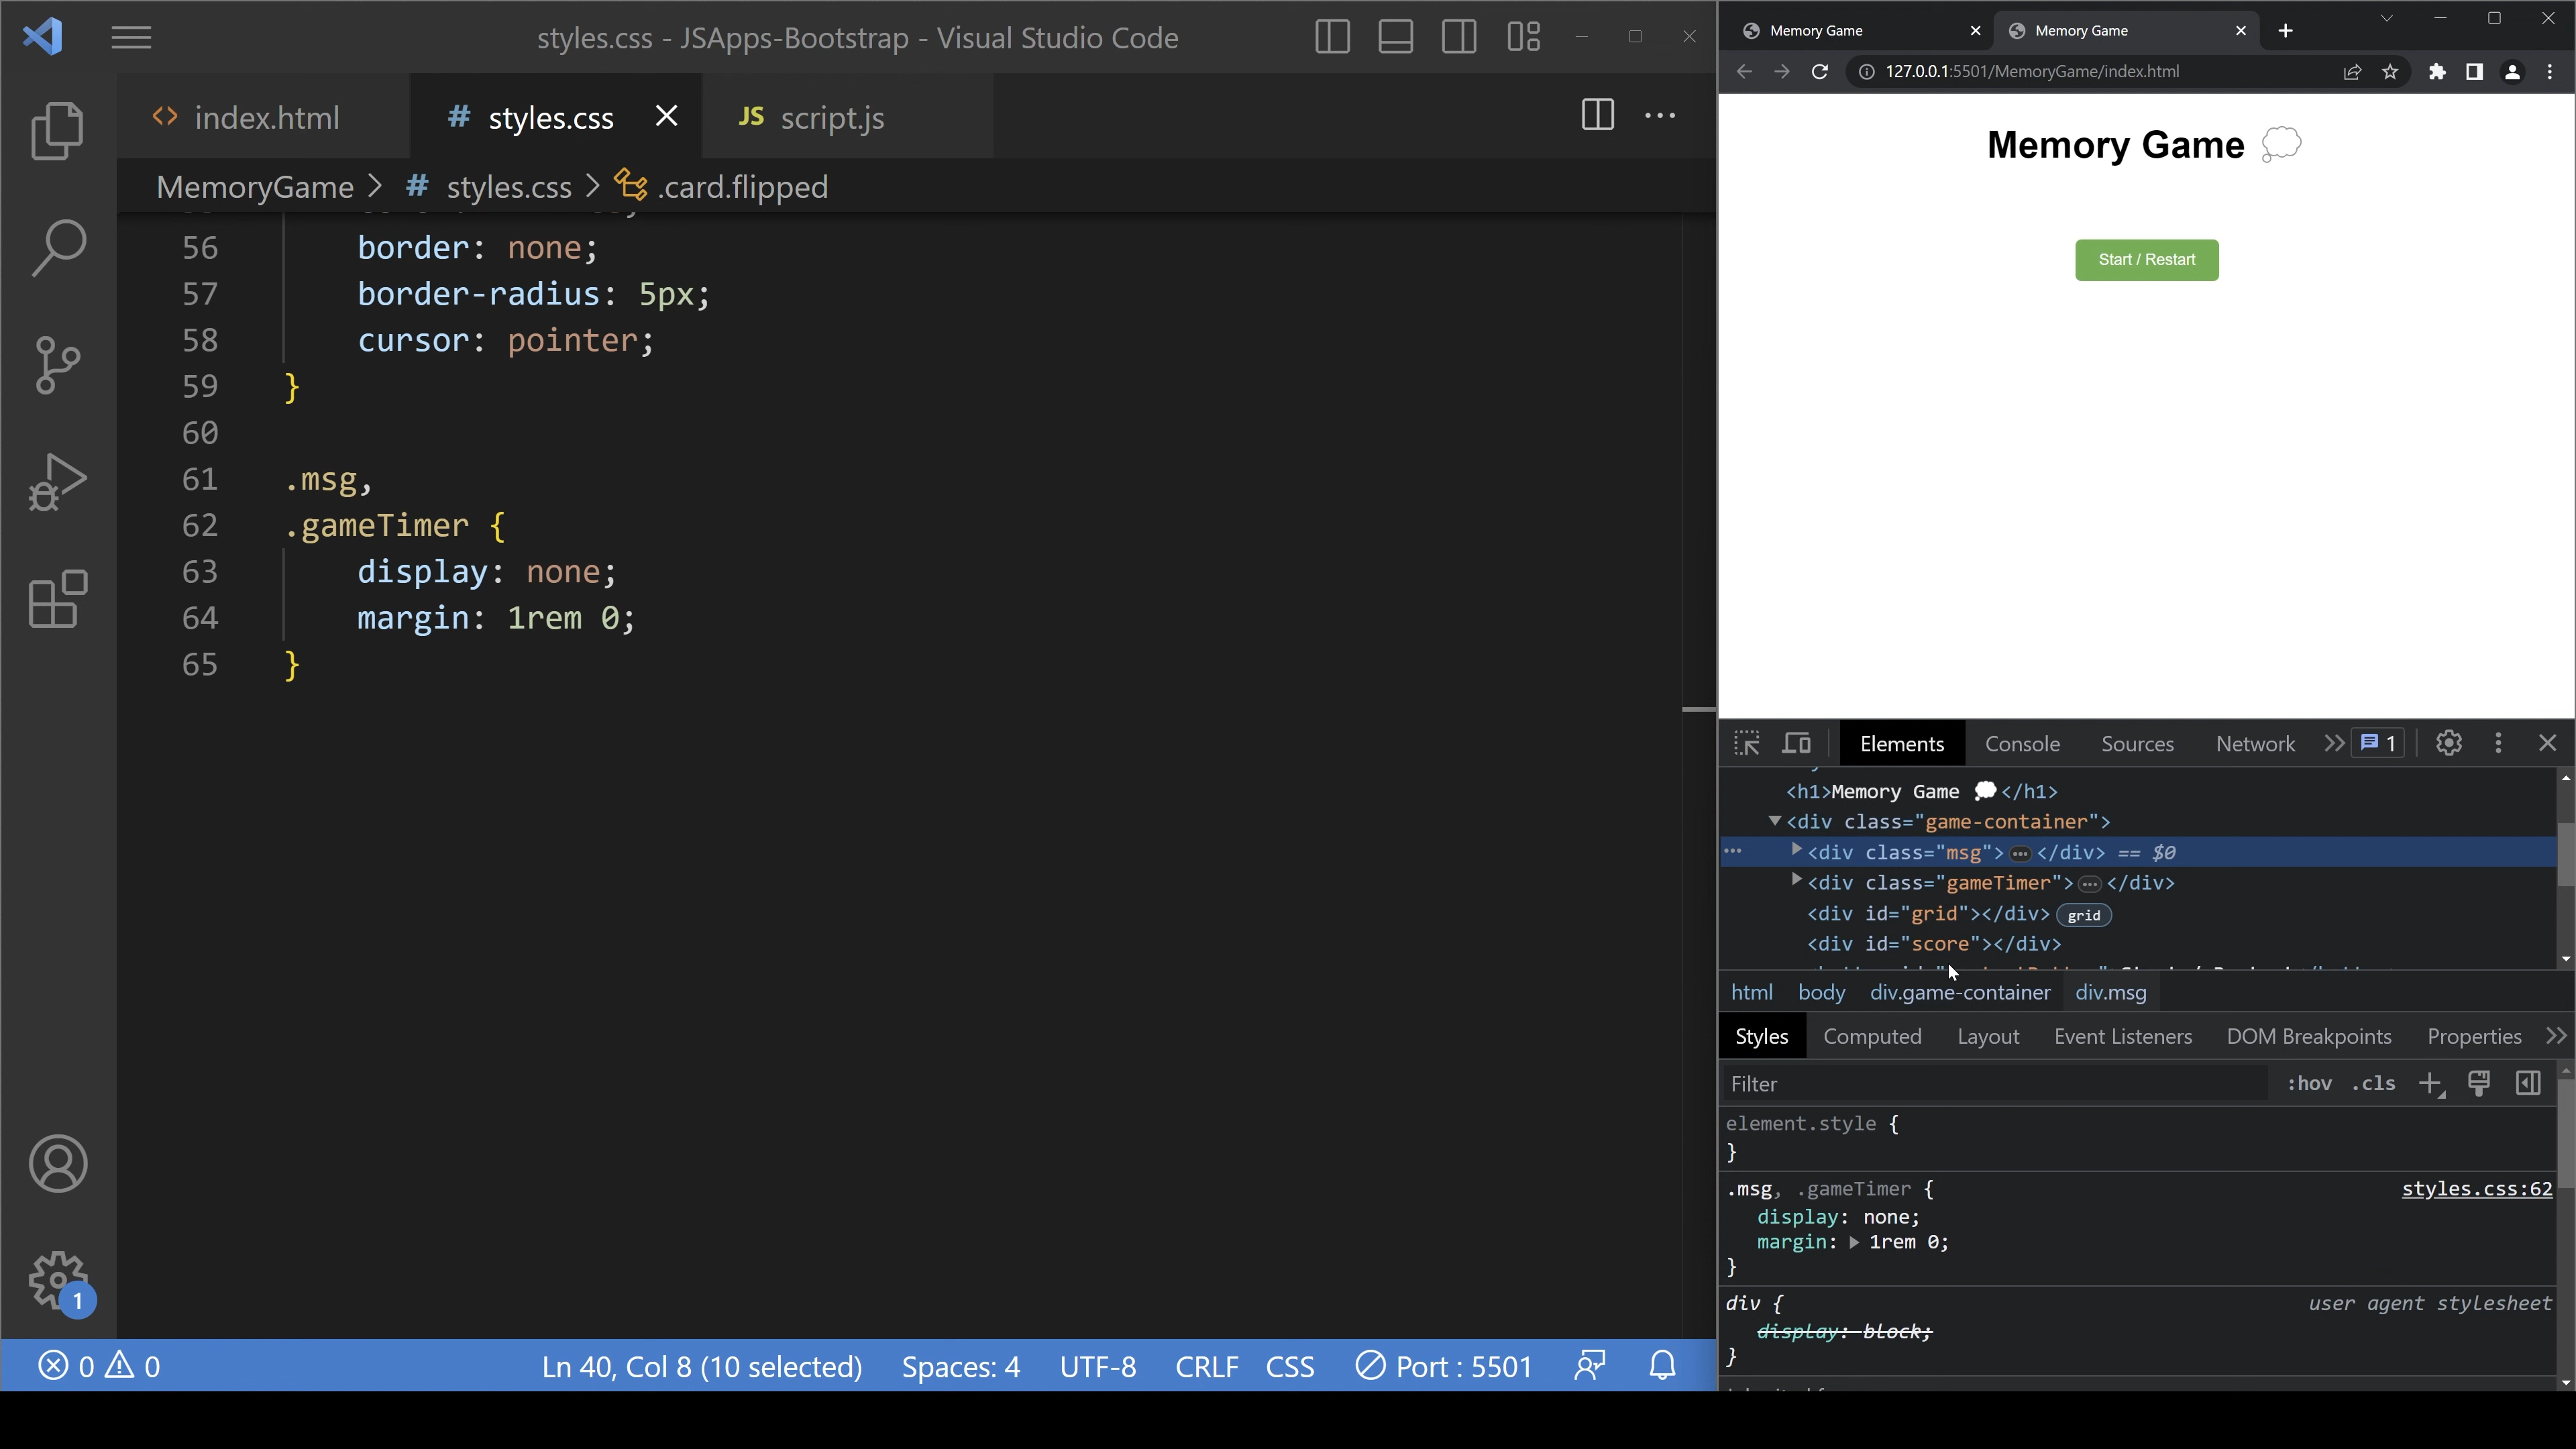 styles.css - JSApps-Bootstrap - Visual Studio Code
index.html
# styles.css
JS script.js
MemoryGame > # styles.css > .card.flipped
56 border: none;
57 border-radius: 5px;
58 cursor: pointer;
59 }
60
61 .msg,
62 .gameTimer {
63 display: none;
64 margin: 1rem 0;
65 }
1
0 0
Ln 40, Col 8 (10 selected)
Spaces: 4
UTF-8
CRLF
CSS
Port : 5501
Memory Game
Memory Game
127.0.0.1:5501/MemoryGame/index.html
Memory Game 💭
Start / Restart
Elements
Console
Sources
Network
1
<h1>Memory Game 💭</h1>
<div class="game-container">
<div class="msg">…</div> == $0
<div class="gameTimer">…</div>
<div id="grid"></div> grid
<div id="score"></div>
html body div.game-container div.msg
Styles
Computed
Layout
Event Listeners
DOM Breakpoints
Properties
Filter
:hov .cls
element.style {
}
.msg, .gameTimer { styles.css:62
display: none;
margin: 1rem 0;
}
div { user agent stylesheet
display: block;
}